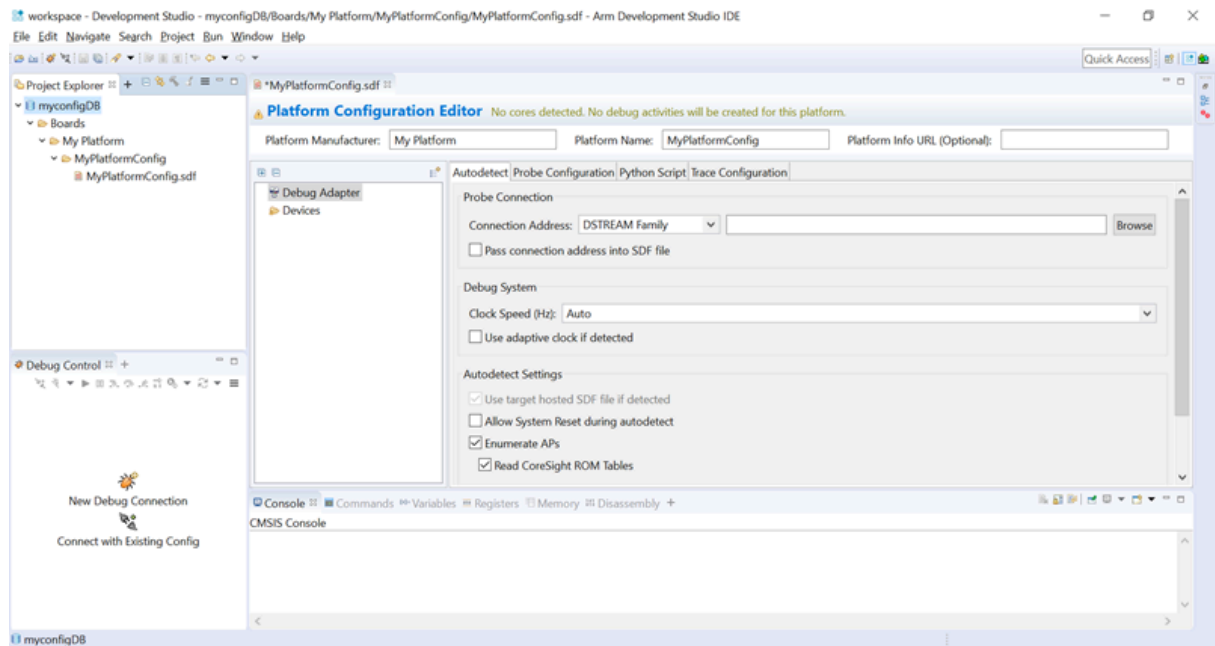 workspace - Development Studio - myconfigDB/Boards/My Platform/MyPlatformConfig/MyPlatformConfig.sdf - Arm Development Studio IDE
File Edit Navigate Search Project Run Window Help
Quick Access
Project Explorer
myconfigDB
Boards
My Platform
MyPlatformConfig
MyPlatformConfig.sdf
*MyPlatformConfig.sdf
Platform Configuration Editor No cores detected. No debug activities will be created for this platform.
Platform Manufacturer: My Platform Platform Name: MyPlatformConfig Platform Info URL (Optional):
Debug Adapter
Devices
Autodetect Probe Configuration Python Script Trace Configuration
Probe Connection
Connection Address: DSTREAM Family Browse
Pass connection address into SDF file
Debug System
Clock Speed (Hz): Auto
Use adaptive clock if detected
Autodetect Settings
Use target hosted SDF file if detected
Allow System Reset during autodetect
Enumerate APs
Read CoreSight ROM Tables
Debug Control
New Debug Connection
Connect with Existing Config
Console Commands Variables Registers Memory Disassembly
CMSIS Console
myconfigDB